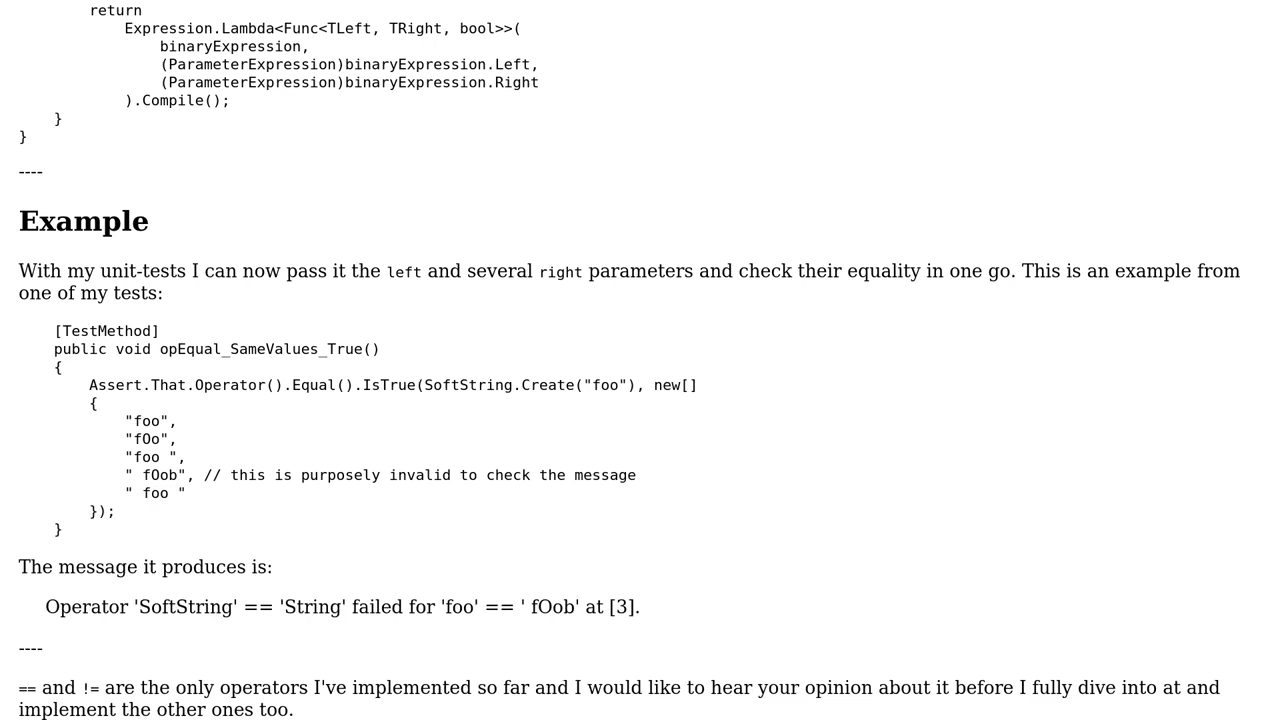 return
Expression.Lambda<Func<TLeft, TRight, bool>>(
binaryExpression,
(ParameterExpression)binaryExpression.Left,
(ParameterExpression)binaryExpression.Right
).Compile();
}
}
----
Example
With my unit-tests I can now pass it the left and several right parameters and check their equality in one go. This is an example from
one of my tests:
[TestMethod]
public void opEqual_SameValues_True()
{
Assert.That.Operator().Equal().IsTrue(SoftString.Create("foo"), new[]
{
"foo",
"fOo",
"foo ",
" fOob", // this is purposely invalid to check the message
" foo "
});
}
The message it produces is:
Operator 'SoftString' == 'String' failed for 'foo' == ' fOob' at [3].
----
== and != are the only operators I've implemented so far and I would like to hear your opinion about it before I fully dive into at and
implement the other ones too.